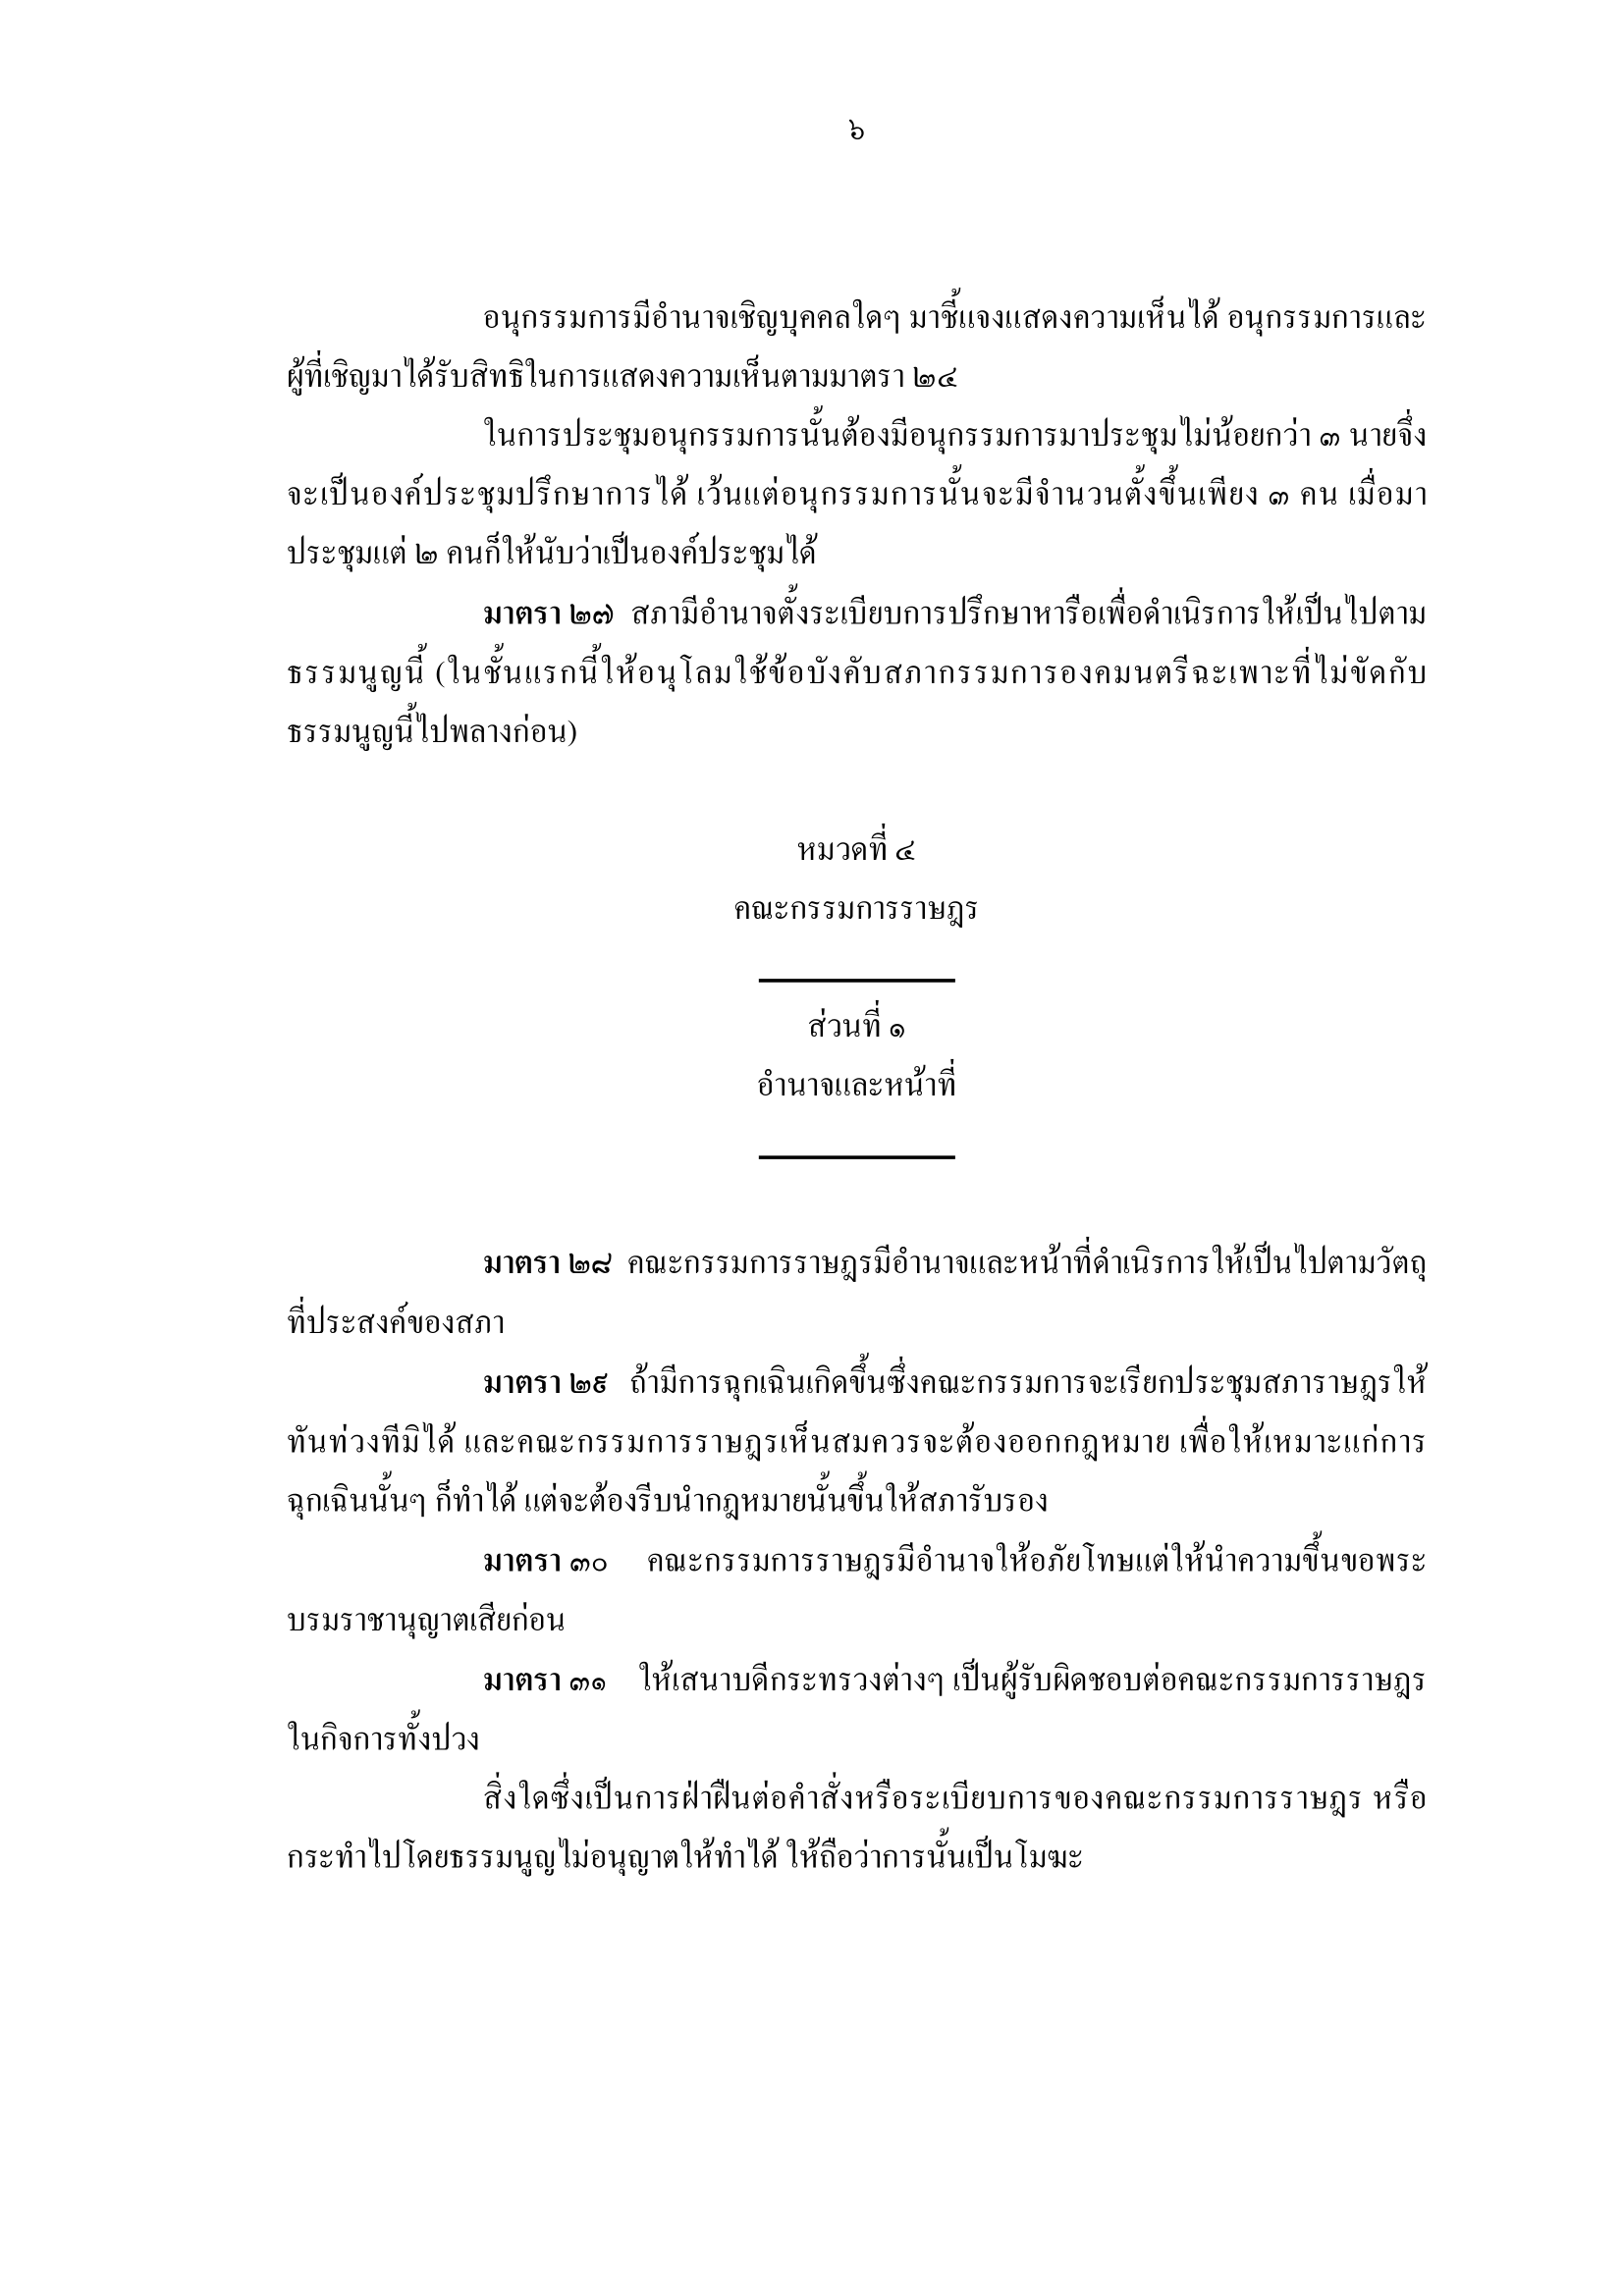 ๖
อนุกรรมการมีอำนาจเชิญบุคคลใดๆ มาชี้แจงแสดงความเห็นได้ อนุกรรมการและ
ผู้ที่เชิญมาได้รับสิทธิในการแสดงความเห็นตามมาตรา ๒๔
ในการประชุมอนุกรรมการนั้นต้องมีอนุกรรมการมาประชุมไม่น้อยกว่า ๓ นายจึ่ง
จะเป็นองค์ประชุมปรึกษาการได้ เว้นแต่อนุกรรมการนั้นจะมีจำนวนตั้งขึ้นเพียง ๓ คน เมื่อมา
ประชุมแต่ ๒ คนก็ให้นับว่าเป็นองค์ประชุมได้
มาตรา ๒๗ สภามีอำนาจตั้งระเบียบการปรึกษาหารือเพื่อดำเนิรการให้เป็นไปตาม
ธรรมนูญนี้ (ในชั้นแรกนี้ให้อนุโลมใช้ข้อบังคับสภากรรมการองคมนตรีฉะเพาะที่ไม่ขัดกับ
ธรรมนูญนี้ไปพลางก่อน)
หมวดที่ ๔
คณะกรรมการราษฎร
ส่วนที่ ๑
อำนาจและหน้าที่
มาตรา ๒๘ คณะกรรมการราษฎรมีอำนาจและหน้าที่ดำเนิรการให้เป็นไปตามวัตถุ
ที่ประสงค์ของสภา
มาตรา ๒๙ ถ้ามีการฉุกเฉินเกิดขึ้นซึ่งคณะกรรมการจะเรียกประชุมสภาราษฎรให้
ทันท่วงทีมิได้ และคณะกรรมการราษฎรเห็นสมควรจะต้องออกกฎหมาย เพื่อให้เหมาะแก่การ
ฉุกเฉินนั้นๆ ก็ทำได้ แต่จะต้องรีบนำกฎหมายนั้นขึ้นให้สภารับรอง
มาตรา ๓๐ คณะกรรมการราษฎรมีอำนาจให้อภัยโทษแต่ให้นำความขึ้นขอพระ
บรมราชานุญาตเสียก่อน
มาตรา ๓๑ ให้เสนาบดีกระทรวงต่างๆ เป็นผู้รับผิดชอบต่อคณะกรรมการราษฎร
ในกิจการทั้งปวง
สิ่งใดซึ่งเป็นการฝ่าฝืนต่อคำสั่งหรือระเบียบการของคณะกรรมการราษฎร หรือ
กระทำไปโดยธรรมนูญไม่อนุญาตให้ทำได้ ให้ถือว่าการนั้นเป็นโมฆะ